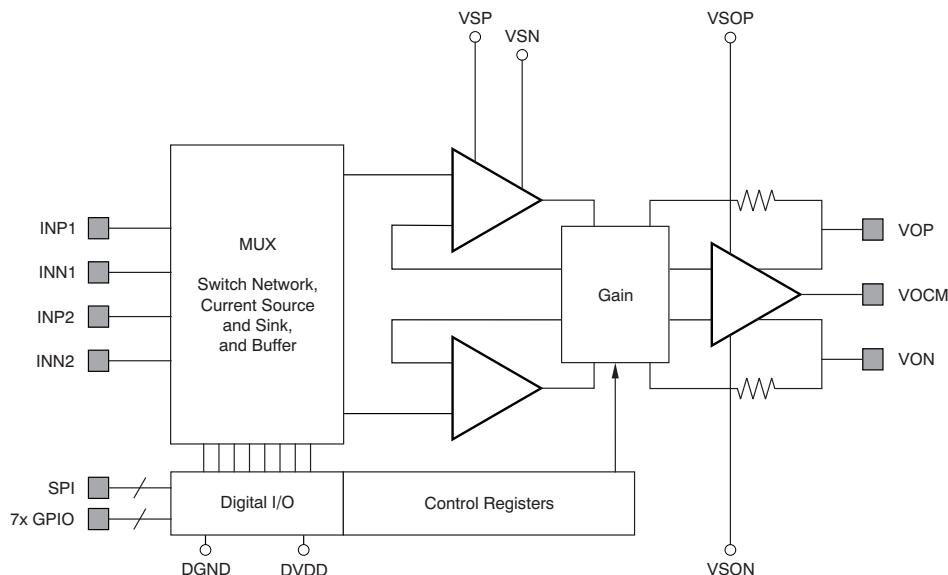 VSP
VSN
VSOP
INP1
INN1
INP2
INN2
MUX
Switch Network,
Current Source
and Sink,
and Buffer
Gain
VOP
VOCM
VON
SPI
7x GPIO
Digital I/O
Control Registers
DGND
DVDD
VSON